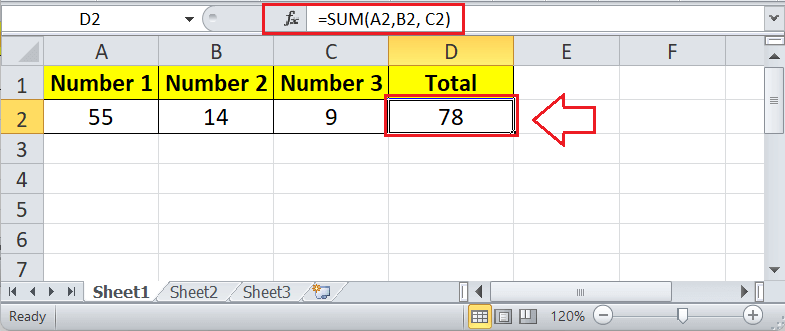 D2 fx =SUM(A2,B2, C2)
A B C D E F
1 Number 1 Number 2 Number 3 Total
2 55 14 9 78
3
4
5
6
7
Sheet1 Sheet2 Sheet3
Ready 120%